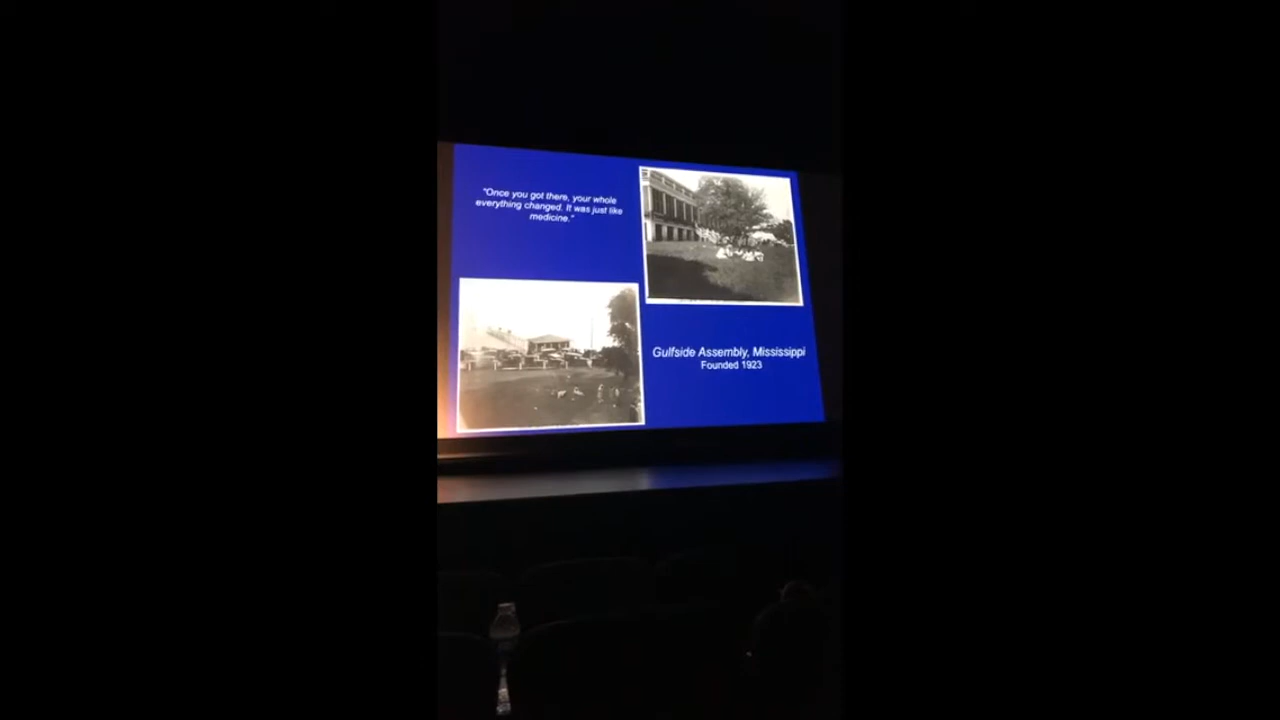 "Once you got there, your whole
everything changed. It was just like
medicine."
Gulfside Assembly, Mississippi
Founded 1923